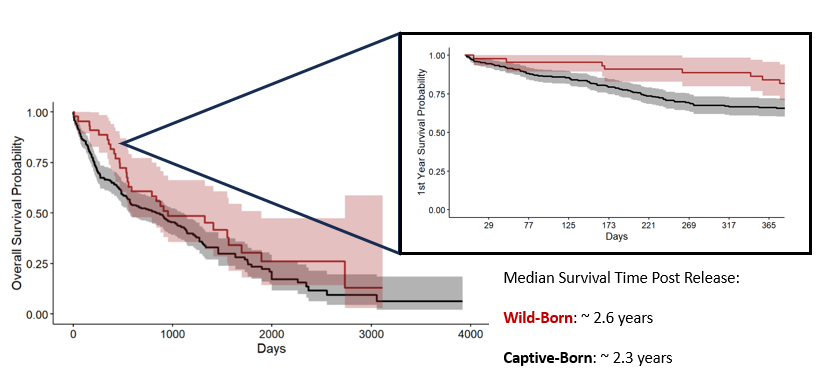 1st Year Survival Probability
1.00
0.75
0.50
0.25
0.00
29 77 125 173 221 269 317 365
Days
Overall Survival Probability
1.00
0.75
0.50
0.25
0.00
0 1000 2000 3000 4000
Days
Median Survival Time Post Release:
Wild-Born: ~ 2.6 years
Captive-Born: ~ 2.3 years